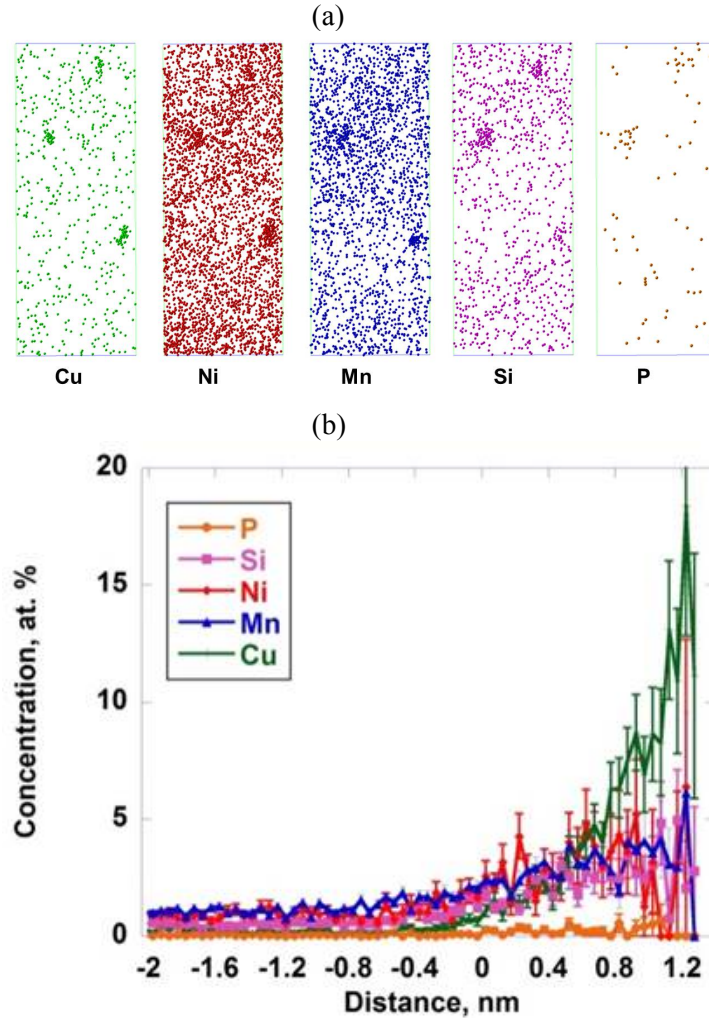 (a)
Cu Ni Mn Si P
(b)
20
15
10
5
0
Concentration, at. %
P
Si
Ni
Mn
Cu
-2 -1.6 -1.2 -0.8 -0.4 0 0.4 0.8 1.2
Distance, nm